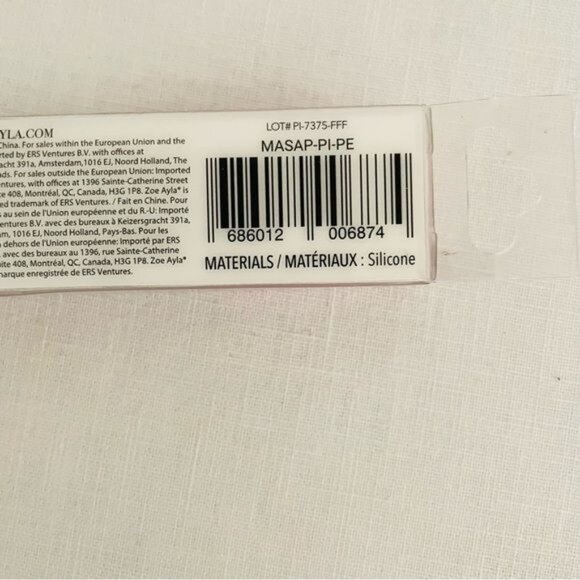 YLA.COM
China. For sales within the European Union and the
rted by ERS Ventures B.V. with offices at
racht 391a, Amsterdam,1016 EJ, Noord Holland, The
ds. For sales outside the European Union: Imported
entures, with offices at 1396 Sainte-Catherine Street
te 408, Montréal, QC, Canada, H3G 1P8. Zoe Ayla®
ed trademark of ERS Ventures. / Fait en Chine. Pour
s au sein de l'Union européenne et du R.-U: Importé
entures B.V. avec des bureaux à Keizersgracht 391a,
m, 1016 EJ, Noord Holland, Pays-Bas. Pour les
dehors de l'Union européenne: Importé par ERS
avec des bureaux au 1396, rue Sainte-Catherine
ite 408, Montréal, QC, Canada, H3G 1P8. Zoe Ayla®
marque enregistrée de ERS Ventures.
LOT# PI-7375-FFF
MASAP-PI-PE
686012 006874
MATERIALS / MATÉRIAUX : Silicone